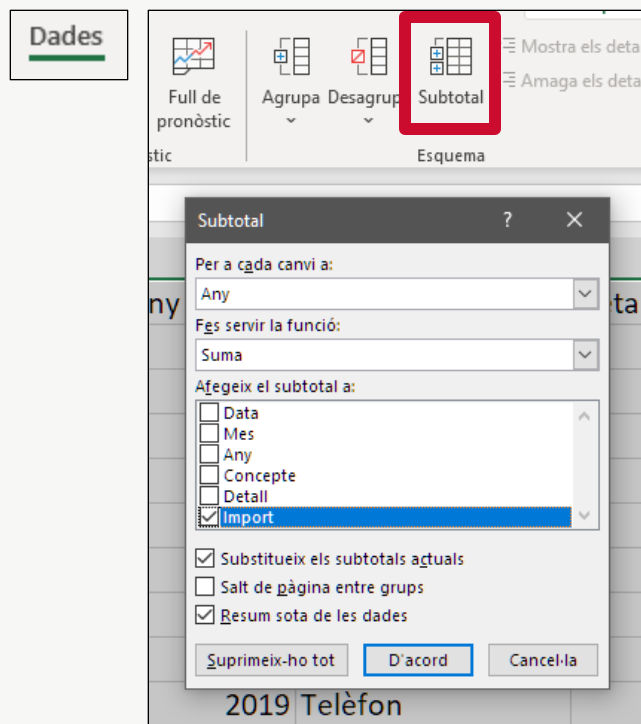 Dades
Full de
pronòstic
Agrupa
Desagrup
Subtotal
Mostra els deta
Amaga els deta
stic
Esquema
Subtotal
?
Per a cada canvi a:
ny
Any
eta
Fes servir la funció:
Suma
Afegeix el subtotal a:
Data
Mes
Any
Concepte
Detall
Import
Substitueix els subtotals actuals
Salt de pàgina entre grups
Resum sota de les dades
Suprimeix-ho tot
D'acord
Cancel·la
2019 Telèfon